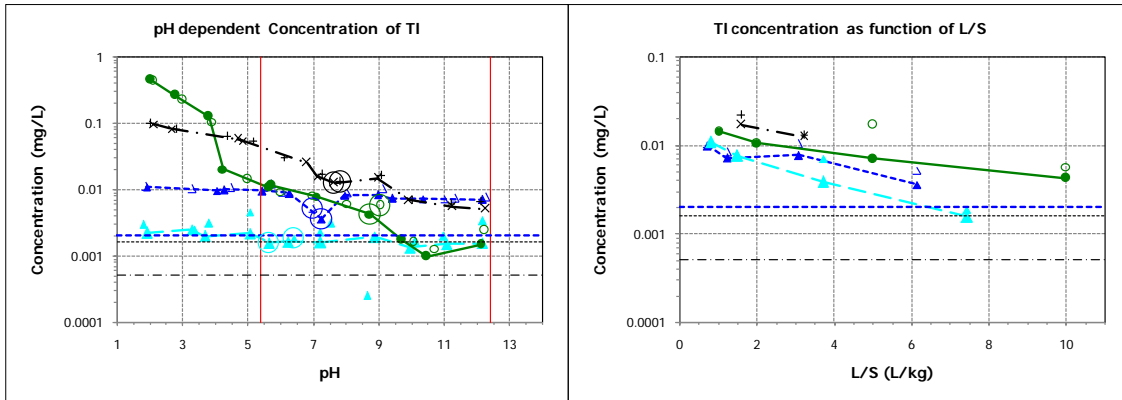 pH dependent Concentration of Tl
Concentration (mg/L)
1
0.1
0.01
0.001
0.0001
1 3 5 7 9 11 13
pH
Tl concentration as function of L/S
Concentration (mg/L)
0.1
0.01
0.001
0.0001
0 2 4 6 8 10
L/S (L/kg)